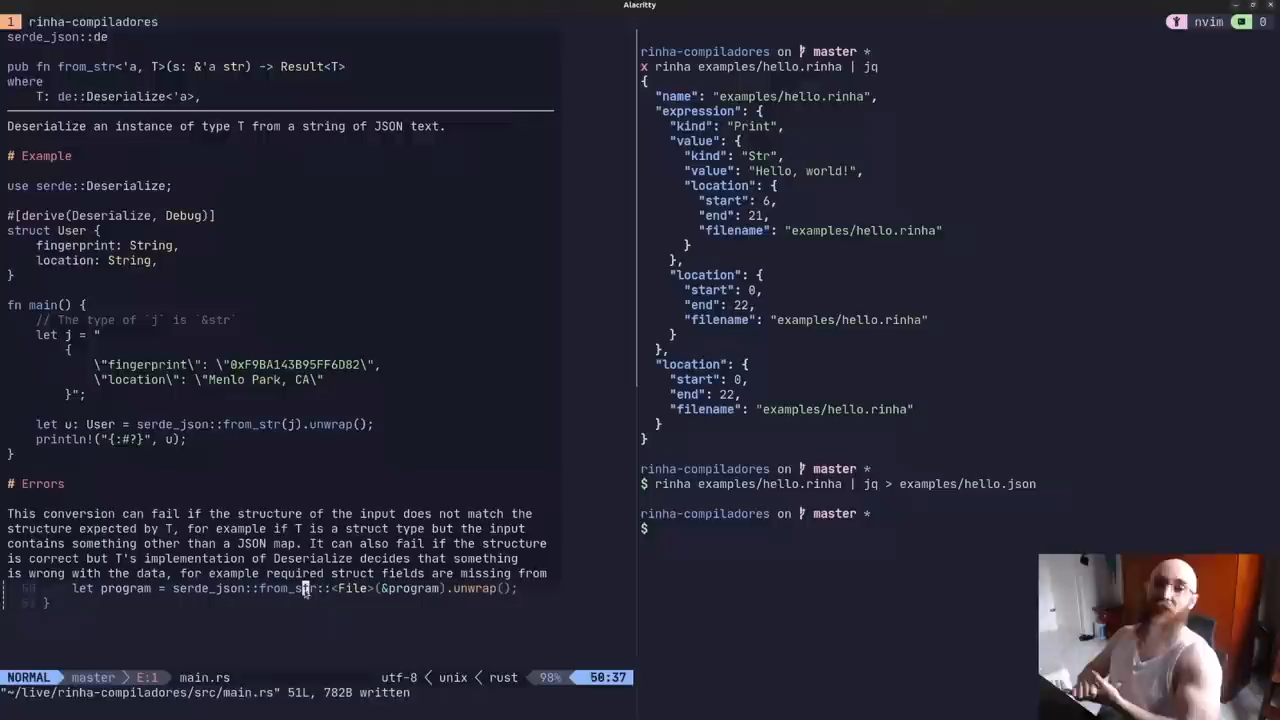 Alacritty
1 rinha-compiladores
nvim 0
serde_json::de
pub fn from_str<'a, T>(s: &'a str) -> Result<T>
where
    T: de::Deserialize<'a>,
Deserialize an instance of type T from a string of JSON text.
# Example
use serde::Deserialize;
#[derive(Deserialize, Debug)]
struct User {
    fingerprint: String,
    location: String,
}
fn main() {
    // The type of `j` is `&str`
    let j = "
        {
            \"fingerprint\": \"0xF9BA143B95FF6D82\",
            \"location\": \"Menlo Park, CA\"
        }";
    let u: User = serde_json::from_str(j).unwrap();
    println!("{:#?}", u);
}
# Errors
This conversion can fail if the structure of the input does not match the
structure expected by T, for example if T is a struct type but the input
contains something other than a JSON map. It can also fail if the structure
is correct but T's implementation of Deserialize decides that something
is wrong with the data, for example required struct fields are missing from
let program = serde_json::from_str::<File>(&program).unwrap();
}
NORMAL master E:1 main.rs utf-8 < unix < rust 98% 50:37
"~/live/rinha-compiladores/src/main.rs" 51L, 782B written
rinha-compiladores on master *
x rinha examples/hello.rinha | jq
{
  "name": "examples/hello.rinha",
  "expression": {
    "kind": "Print",
    "value": {
      "kind": "Str",
      "value": "Hello, world!",
      "location": {
        "start": 6,
        "end": 21,
        "filename": "examples/hello.rinha"
      }
    },
    "location": {
      "start": 0,
      "end": 22,
      "filename": "examples/hello.rinha"
    }
  },
  "location": {
    "start": 0,
    "end": 22,
    "filename": "examples/hello.rinha"
  }
}
rinha-compiladores on master *
$ rinha examples/hello.rinha | jq > examples/hello.json
rinha-compiladores on master *
$